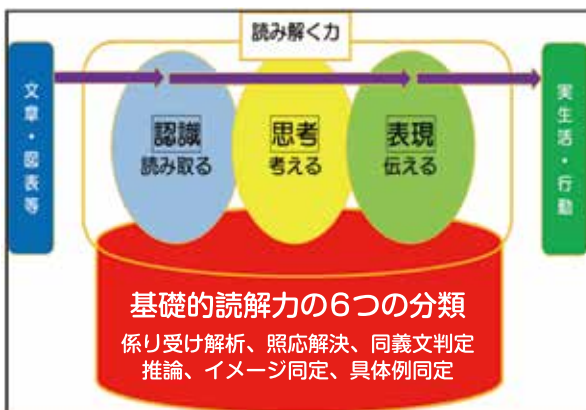 読み解く力
文章・図表等
認識
読み取る
思考
考える
表現
伝える
実生活・行動
基礎的読解力の6つの分類
係り受け解析、照応解決、同義文判定
推論、イメージ同定、具体例同定